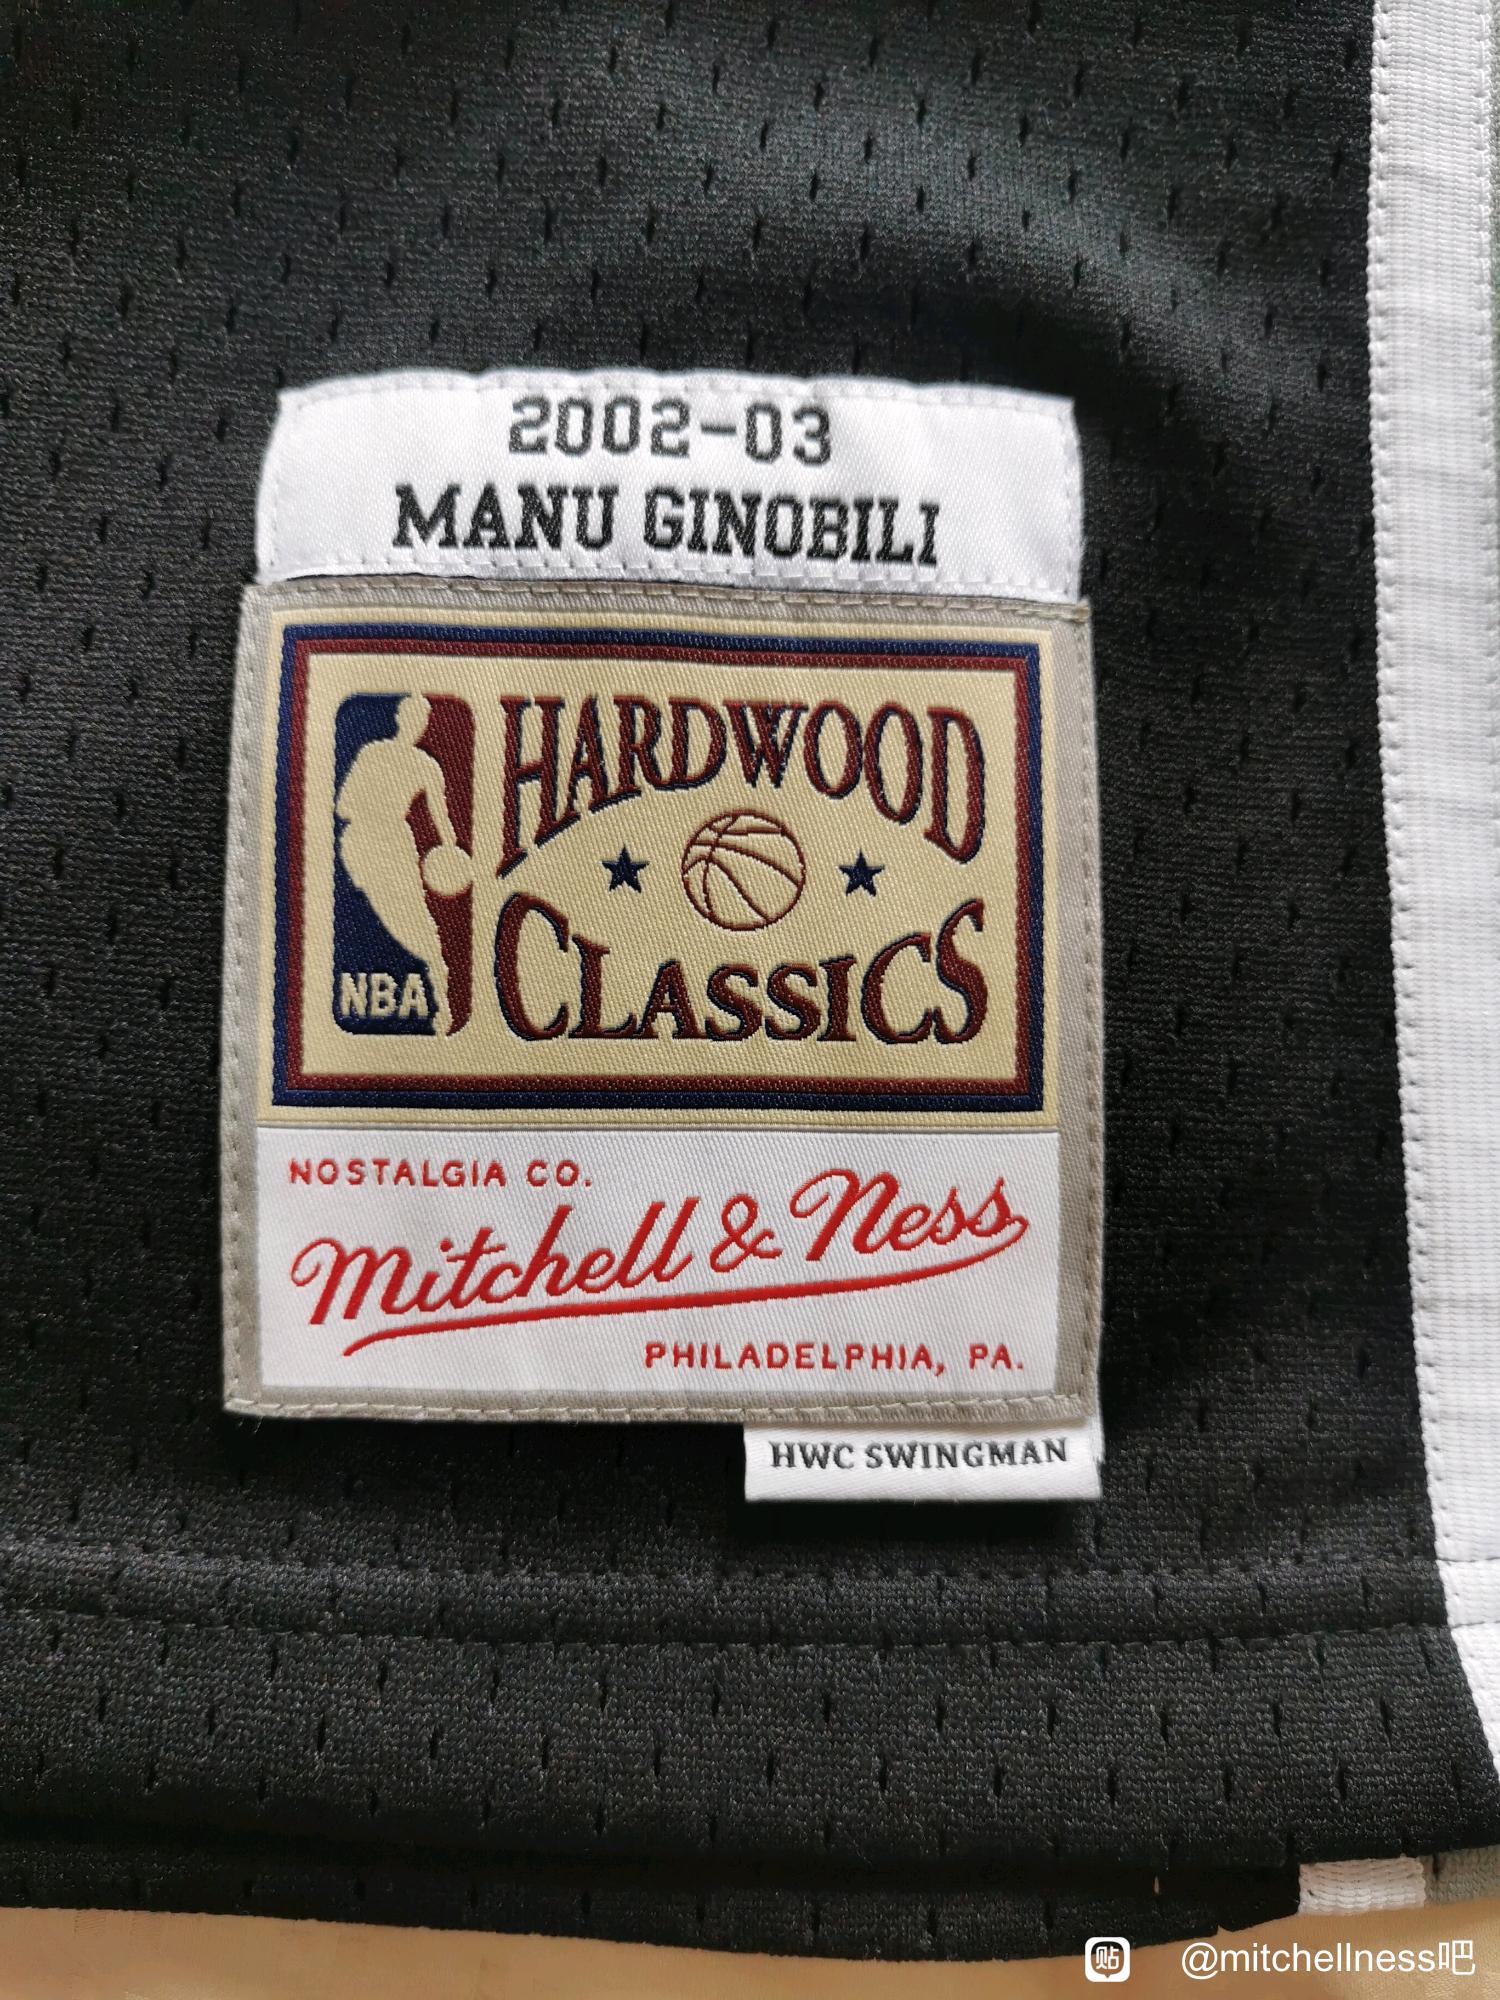 2002-03
MANU GINOBILI
HARDWOOD
CLASSICS
NBA
NOSTALGIA CO.
Mitchell & Ness
PHILADELPHIA, PA.
HWC SWINGMAN
贴 @mitchellness吧